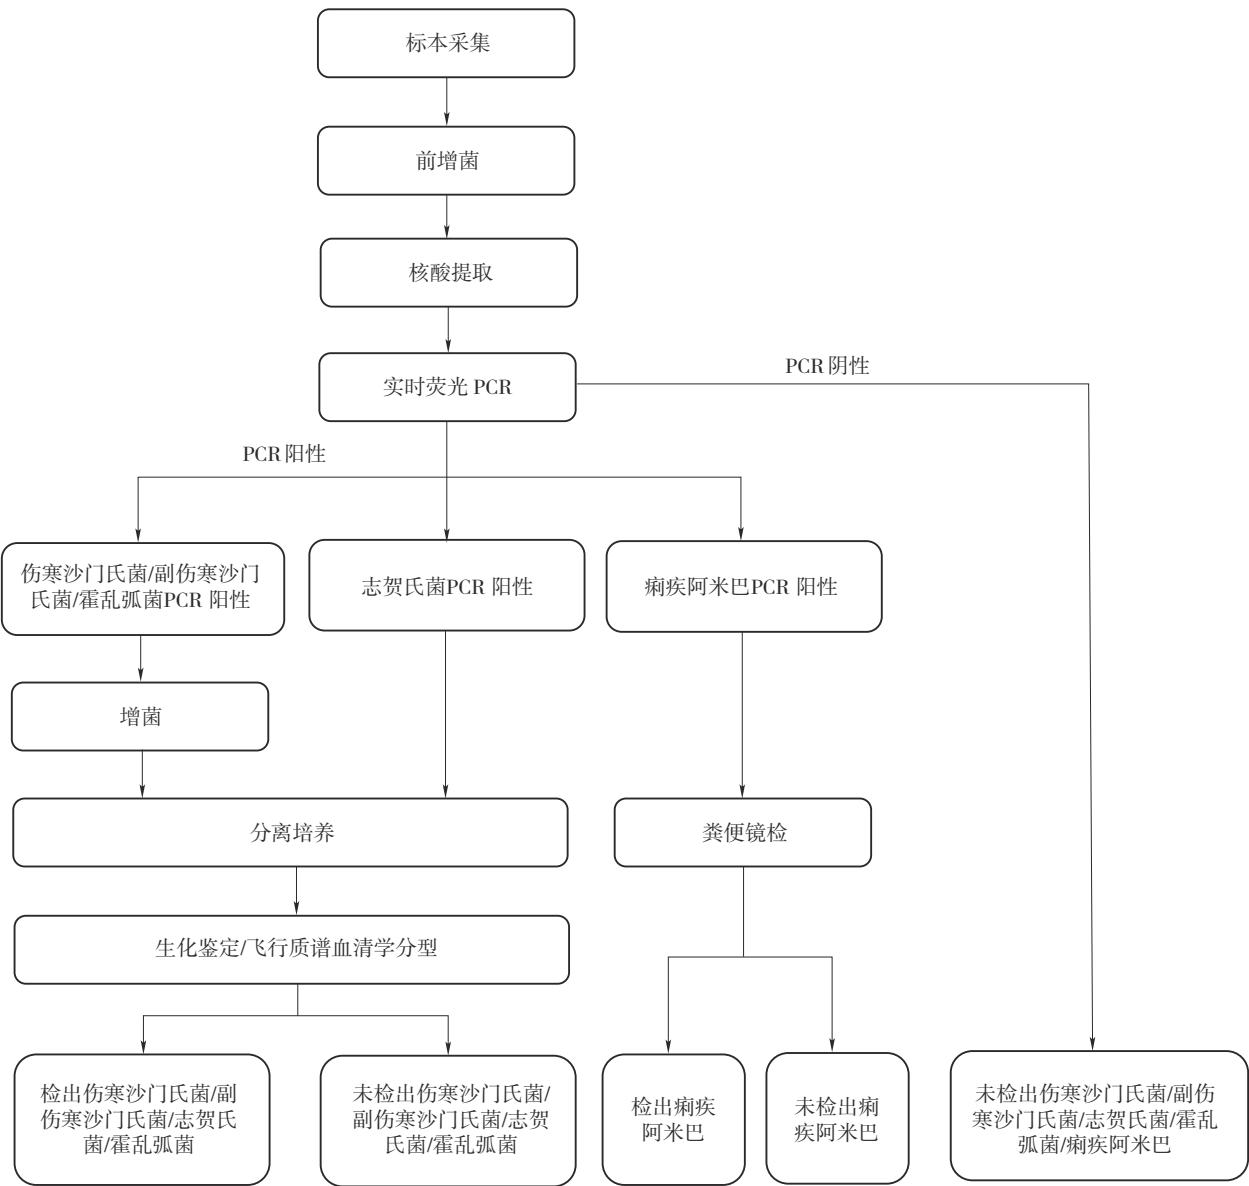 标本采集
前增菌
核酸提取
实时荧光 PCR
PCR 阴性
PCR 阳性
伤寒沙门氏菌/副伤寒沙门
氏菌/霍乱弧菌PCR 阳性
志贺氏菌PCR 阳性
痢疾阿米巴PCR 阳性
增菌
分离培养
粪便镜检
生化鉴定/飞行质谱血清学分型
检出伤寒沙门氏菌/副
伤寒沙门氏菌/志贺氏
菌/霍乱弧菌
未检出伤寒沙门氏菌/
副伤寒沙门氏菌/志贺
氏菌/霍乱弧菌
检出痢疾
阿米巴
未检出痢
疾阿米巴
未检出伤寒沙门氏菌/副伤
寒沙门氏菌/志贺氏菌/霍乱
弧菌/痢疾阿米巴